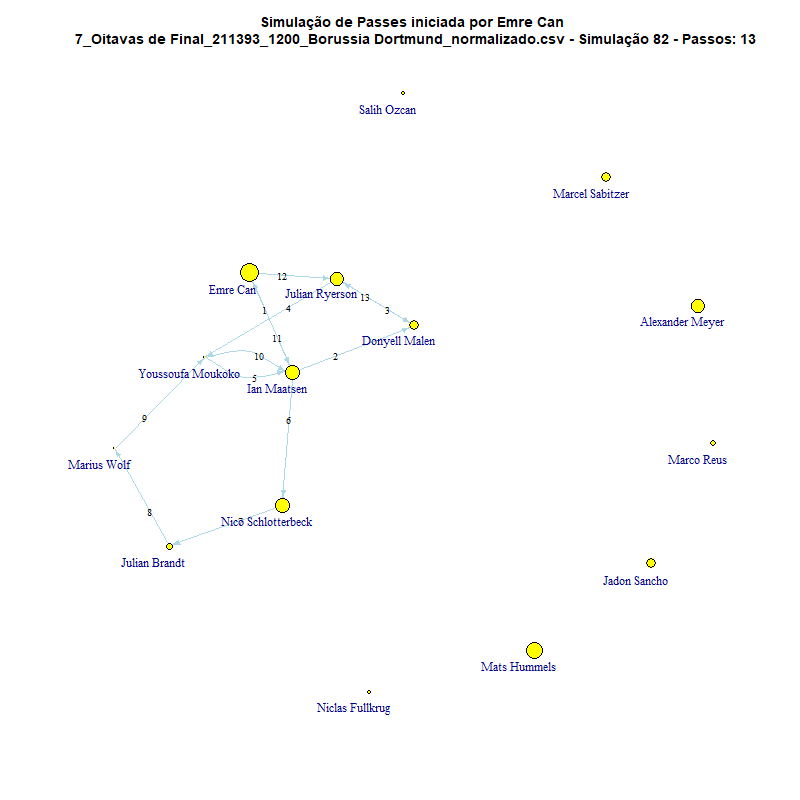 Simulação de Passes iniciada por Emre Can
7_Oitavas de Final_211393_1200_Borussia Dortmund_normalizado.csv - Simulação 82 - Passos: 13
Salih Ozcan
Marcel Sabitzer
12
Emre Can
Julian Ryerson
13
1
4
3
Alexander Meyer
11
Donyell Malen
10
2
Youssoufa Moukoko
5
Ian Maatsen
9
6
Marius Wolf
Marco Reus
8
Nico Schlotterbeck
7
Julian Brandt
Jadon Sancho
Mats Hummels
Niclas Fullkrug